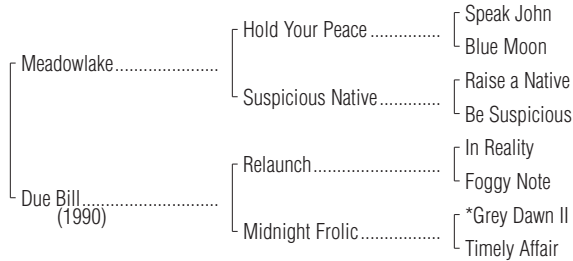 Speak John
Hold Your Peace ...............
Blue Moon
Meadowlake.......................
Raise a Native
Suspicious Native.............
Be Suspicious
In Reality
Relaunch...........................
Foggy Note
Due Bill..............................
(1990)
*Grey Dawn II
Midnight Frolic.................
Timely Affair